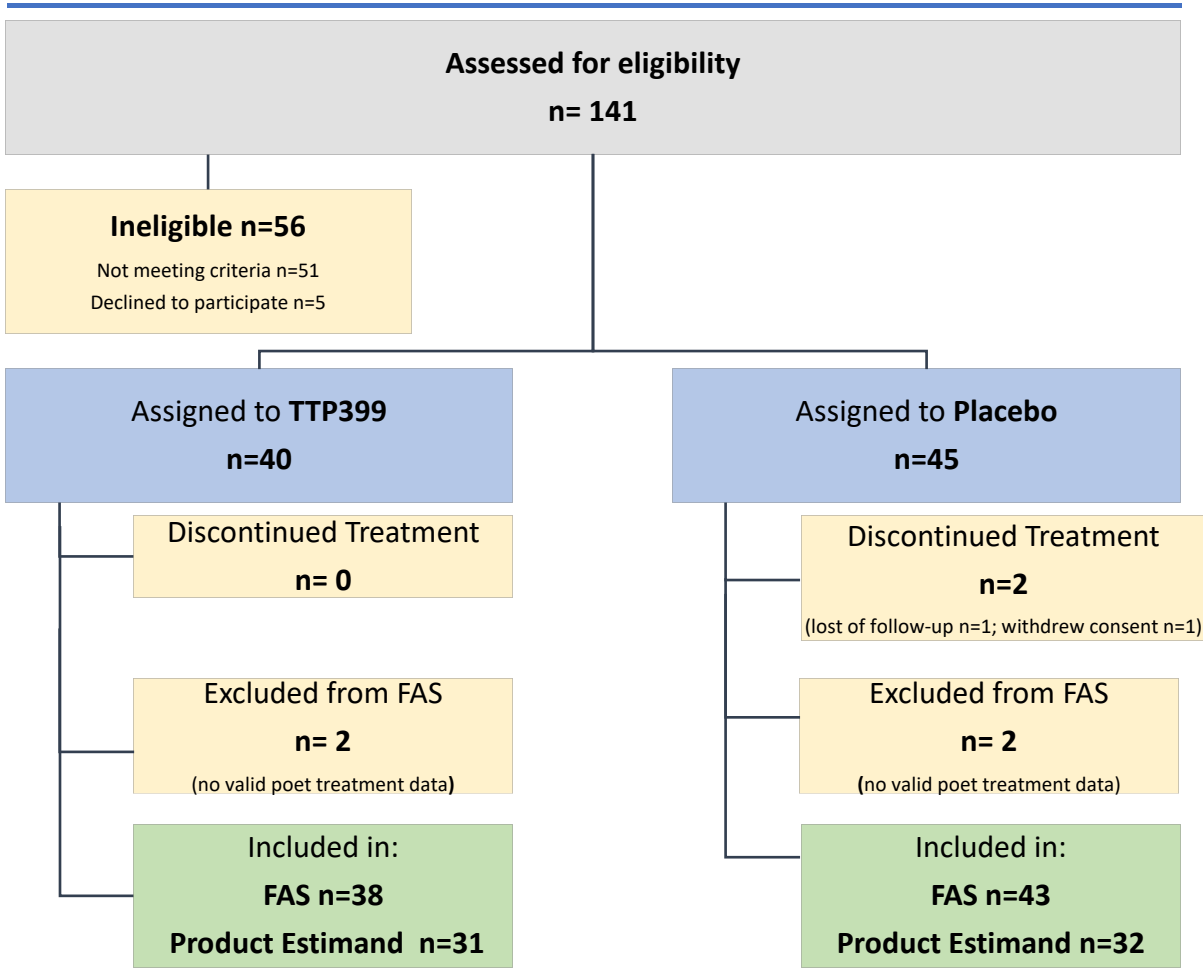 Assessed for eligibility
n= 141
Ineligible n=56
Not meeting criteria n=51
Declined to participate n=5
Assigned to TTP399
n=40
Discontinued Treatment
n= 0
Excluded from FAS
n= 2
(no valid poet treatment data)
Included in:
FAS n=38
Product Estimand n=31
Assigned to Placebo
n=45
Discontinued Treatment
n=2
(lost of follow-up n=1; withdrew consent n=1)
Excluded from FAS
n= 2
(no valid poet treatment data)
Included in:
FAS n=43
Product Estimand n=32